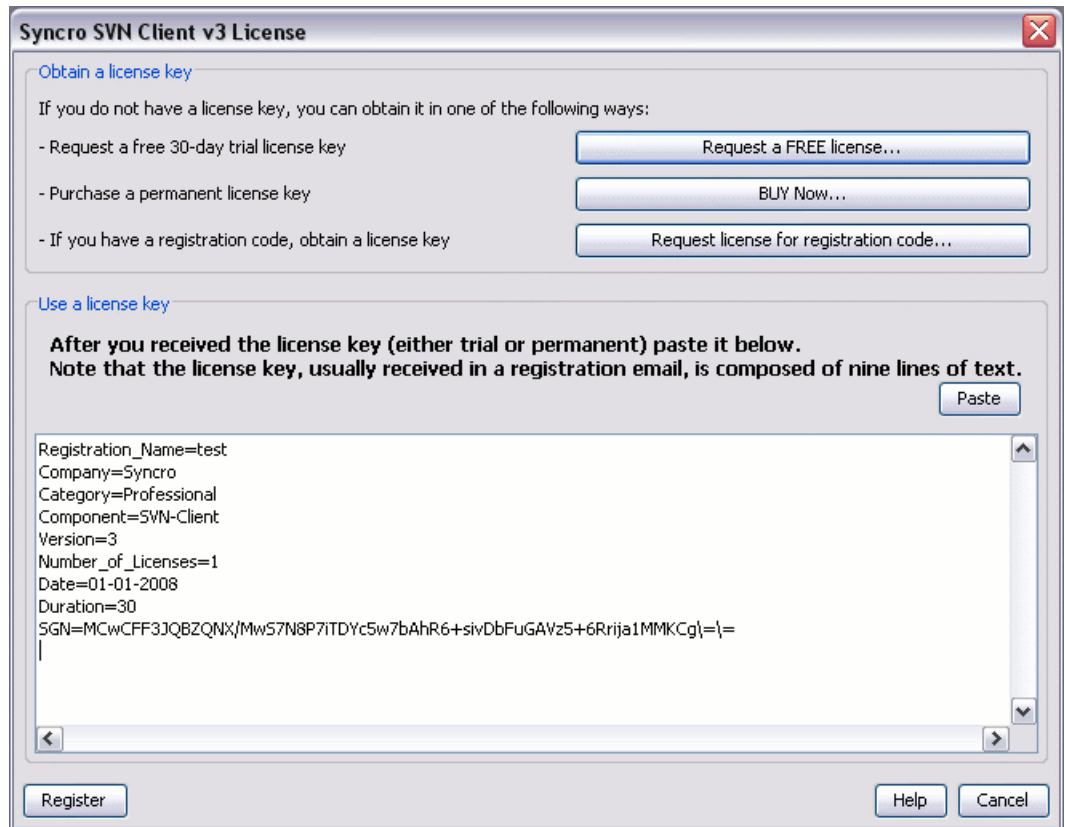 Syncro SVN Client v3 License
Obtain a license key
If you do not have a license key, you can obtain it in one of the following ways:
- Request a free 30-day trial license key
Request a FREE license...
- Purchase a permanent license key
BUY Now...
- If you have a registration code, obtain a license key
Request license for registration code...
Use a license key
After you received the license key (either trial or permanent) paste it below.
Note that the license key, usually received in a registration email, is composed of nine lines of text.
Paste
Registration_Name=test
Company=Syncro
Category=Professional
Component=SVN-Client
Version=3
Number_of_Licenses=1
Date=01-01-2008
Duration=30
SGN=MCwCFF3JQBZQNX/MwS7N8P7iTDYc5w7bAhR6+sivDbFuGAVz5+6Rrija1MMKCg\=\=
Register
Help
Cancel